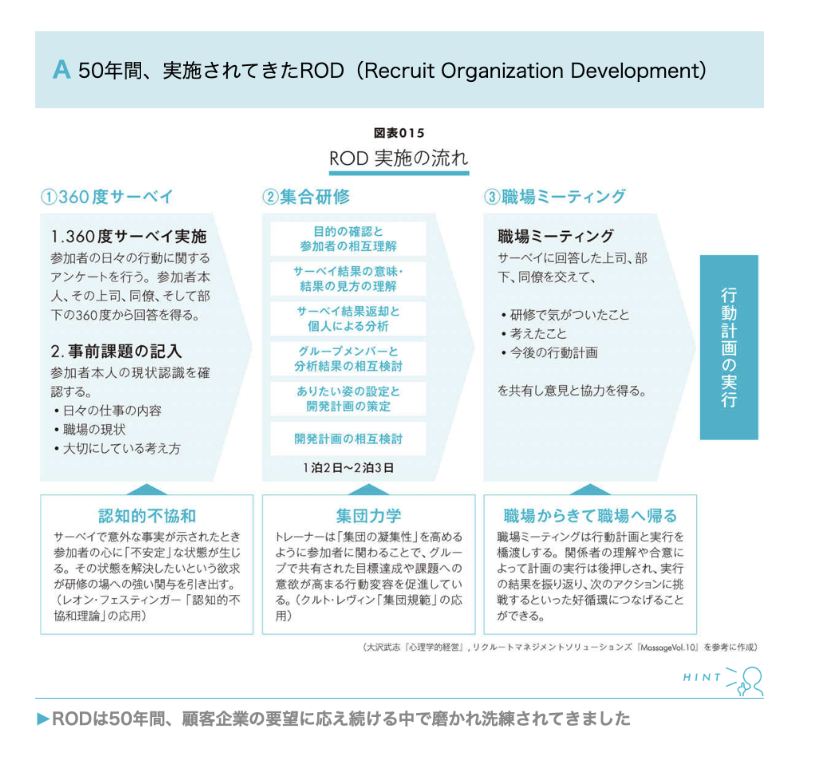 A 50年間、実施されてきたROD（Recruit Organization Development）
図表015
ROD 実施の流れ
①360度サーベイ
1.360度サーベイ実施
参加者の日々の行動に関する
アンケートを行う。参加者本
人、その上司、同僚、そして部
下の360度から回答を得る。
2.事前課題の記入
参加者本人の現状認識を確
認する。
•日々の仕事の内容
•職場の現状
•大切にしている考え方
②集合研修
目的の確認と
参加者の相互理解
サーベイ結果の意味・
結果の見方の理解
サーベイ結果返却と
個人による分析
グループメンバーと
分析結果の相互検討
ありたい姿の設定と
開発計画の策定
開発計画の相互検討
1泊2日〜2泊3日
③職場ミーティング
職場ミーティング
サーベイに回答した上司、部
下、同僚を交えて、
•研修で気がついたこと
•考えたこと
•今後の行動計画
を共有し意見と協力を得る。
行動計画の実行
認知的不協和
サーベイで意外な事実が示されたとき
参加者の心に「不安定」な状態が生じ
る。その状態を解決したいという欲求
が研修の場への強い関与を引き出す。
（レオン・フェスティンガー「認知的不
協和理論」の応用）
集団力学
トレーナーは「集団の凝集性」を高める
ように参加者に関わることで、グルー
プで共有された目標達成や課題への
意欲が高まる行動変容を促進してい
る。（クルト・レヴィン「集団規範」の応
用）
職場からきて職場へ帰る
職場ミーティングは行動計画と実行を
橋渡しする。関係者の理解や合意に
よって計画の実行は後押しされ、実行
の結果を振り返り、次のアクションに挑
戦するといった好循環につなげること
ができる。
（大沢武志『心理学的経営』，リクルートマネジメントソリューションズ『MassageVol.10』を参考に作成）
HINT
▶RODは50年間、顧客企業の要望に応え続ける中で磨かれ洗練されてきました